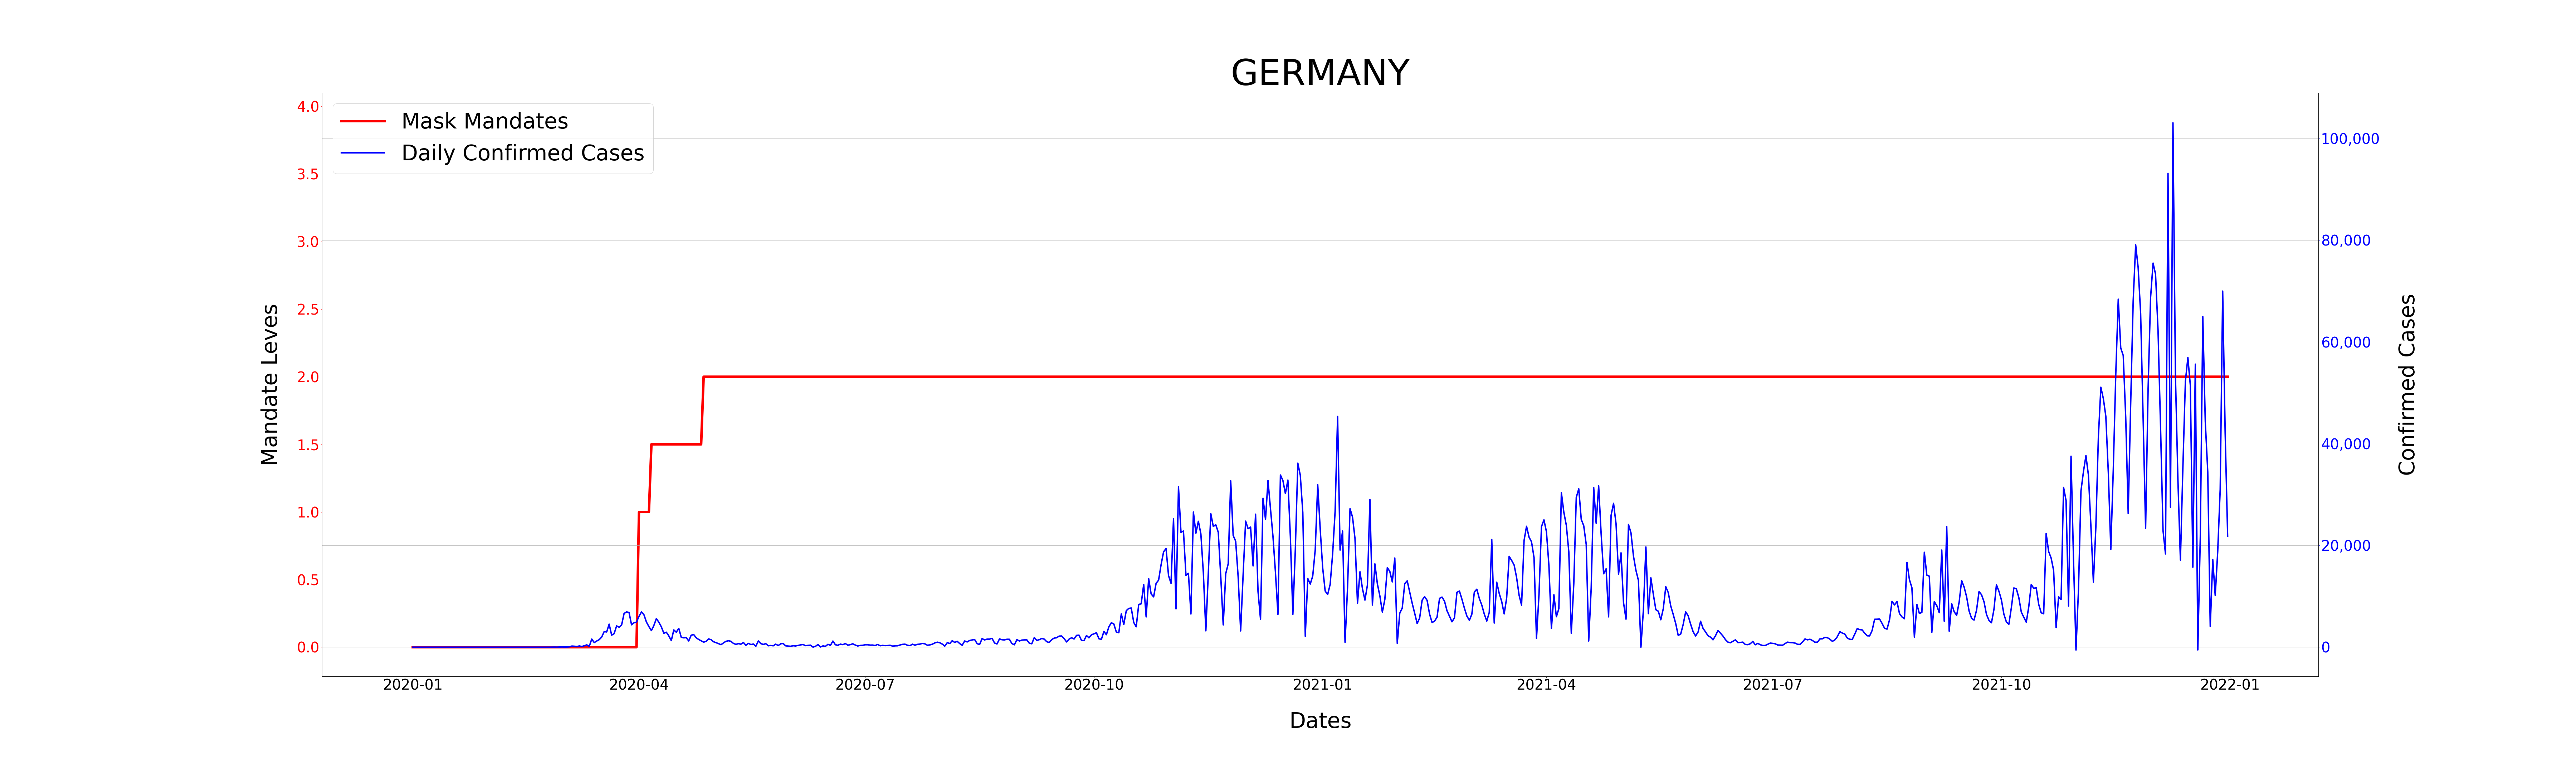 GERMANY
Mask Mandates
Daily Confirmed Cases
4.0
3.5
3.0
2.5
2.0
1.5
1.0
0.5
0.0
Mandate Leves
100,000
80,000
60,000
40,000
20,000
0
Confirmed Cases
2020-01 2020-04 2020-07 2020-10 2021-01 2021-04 2021-07 2021-10 2022-01
Dates